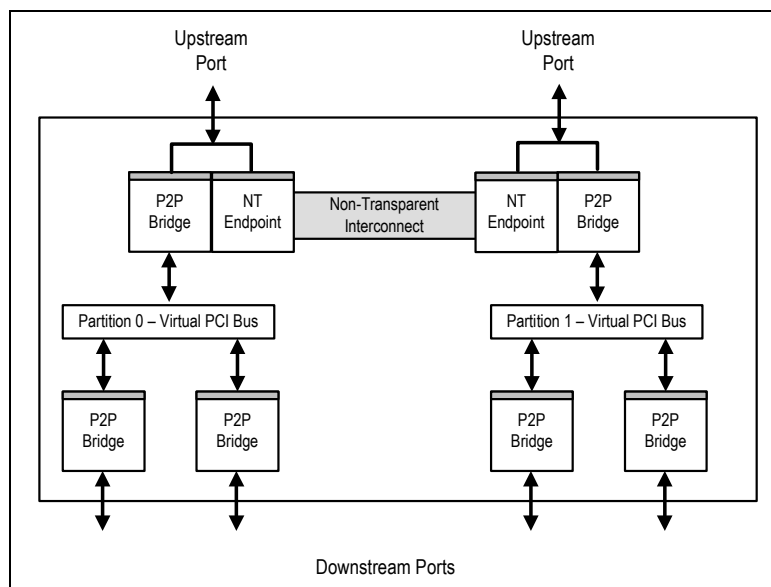 Upstream
Port
Upstream
Port
P2P
Bridge
NT
Endpoint
Non-Transparent
Interconnect
NT
Endpoint
P2P
Bridge
Partition 0 – Virtual PCI Bus
Partition 1 – Virtual PCI Bus
P2P
Bridge
P2P
Bridge
P2P
Bridge
P2P
Bridge
Downstream Ports